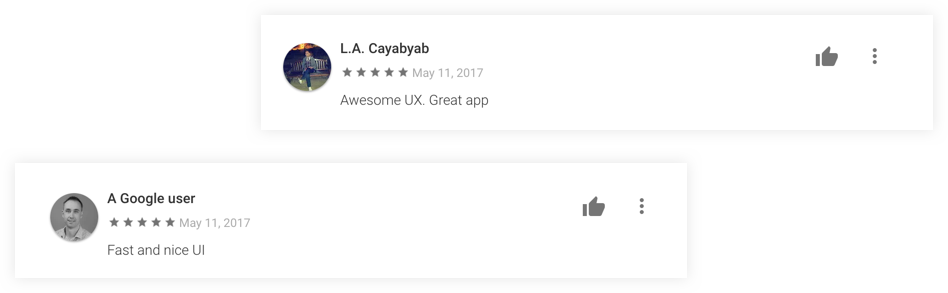 L.A. Cayabyab
★★★★★ May 11, 2017
Awesome UX. Great app
A Google user
★★★★★ May 11, 2017
Fast and nice UI